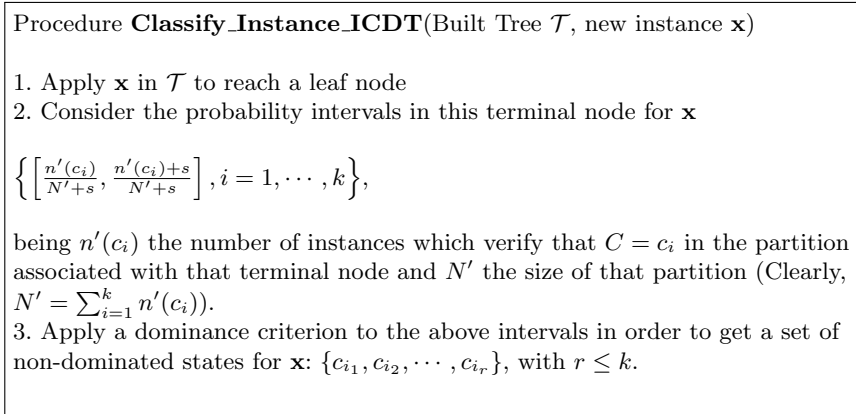 Procedure Classify_Instance_ICDT(Built Tree 𝒯, new instance x)
1. Apply x in 𝒯 to reach a leaf node
2. Consider the probability intervals in this terminal node for x
{[n′(c_i)/(N′+s), (n′(c_i)+s)/(N′+s)], i = 1, ⋯ , k},
being n′(c_i) the number of instances which verify that C = c_i in the partition
associated with that terminal node and N′ the size of that partition (Clearly,
N′ = ∑_{i=1}^{k} n′(c_i)).
3. Apply a dominance criterion to the above intervals in order to get a set of
non-dominated states for x: {c_{i_1}, c_{i_2}, ⋯ , c_{i_r}}, with r ≤ k.